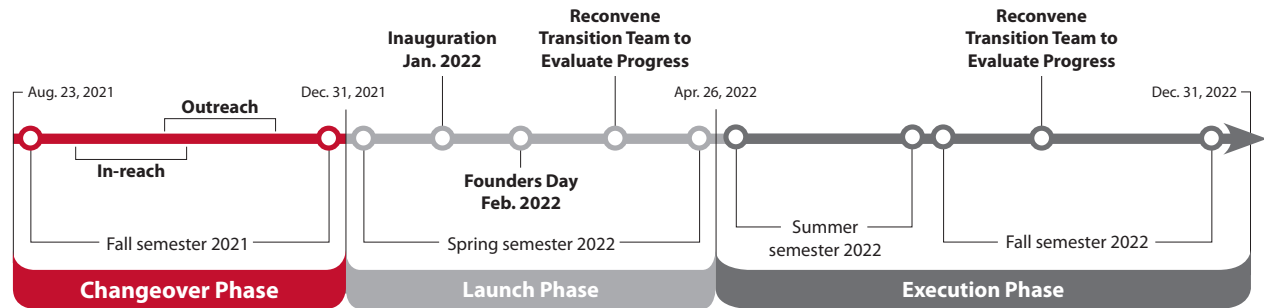 Reconvene
Transition Team to
Evaluate Progress
Inauguration
Jan. 2022
Reconvene
Transition Team to
Evaluate Progress
Aug. 23, 2021
Dec. 31, 2021
Apr. 26, 2022
Dec. 31, 2022
Outreach
In-reach
Founders Day
Feb. 2022
Fall semester 2021
Spring semester 2022
Summer
semester 2022
Fall semester 2022
Changeover Phase
Launch Phase
Execution Phase